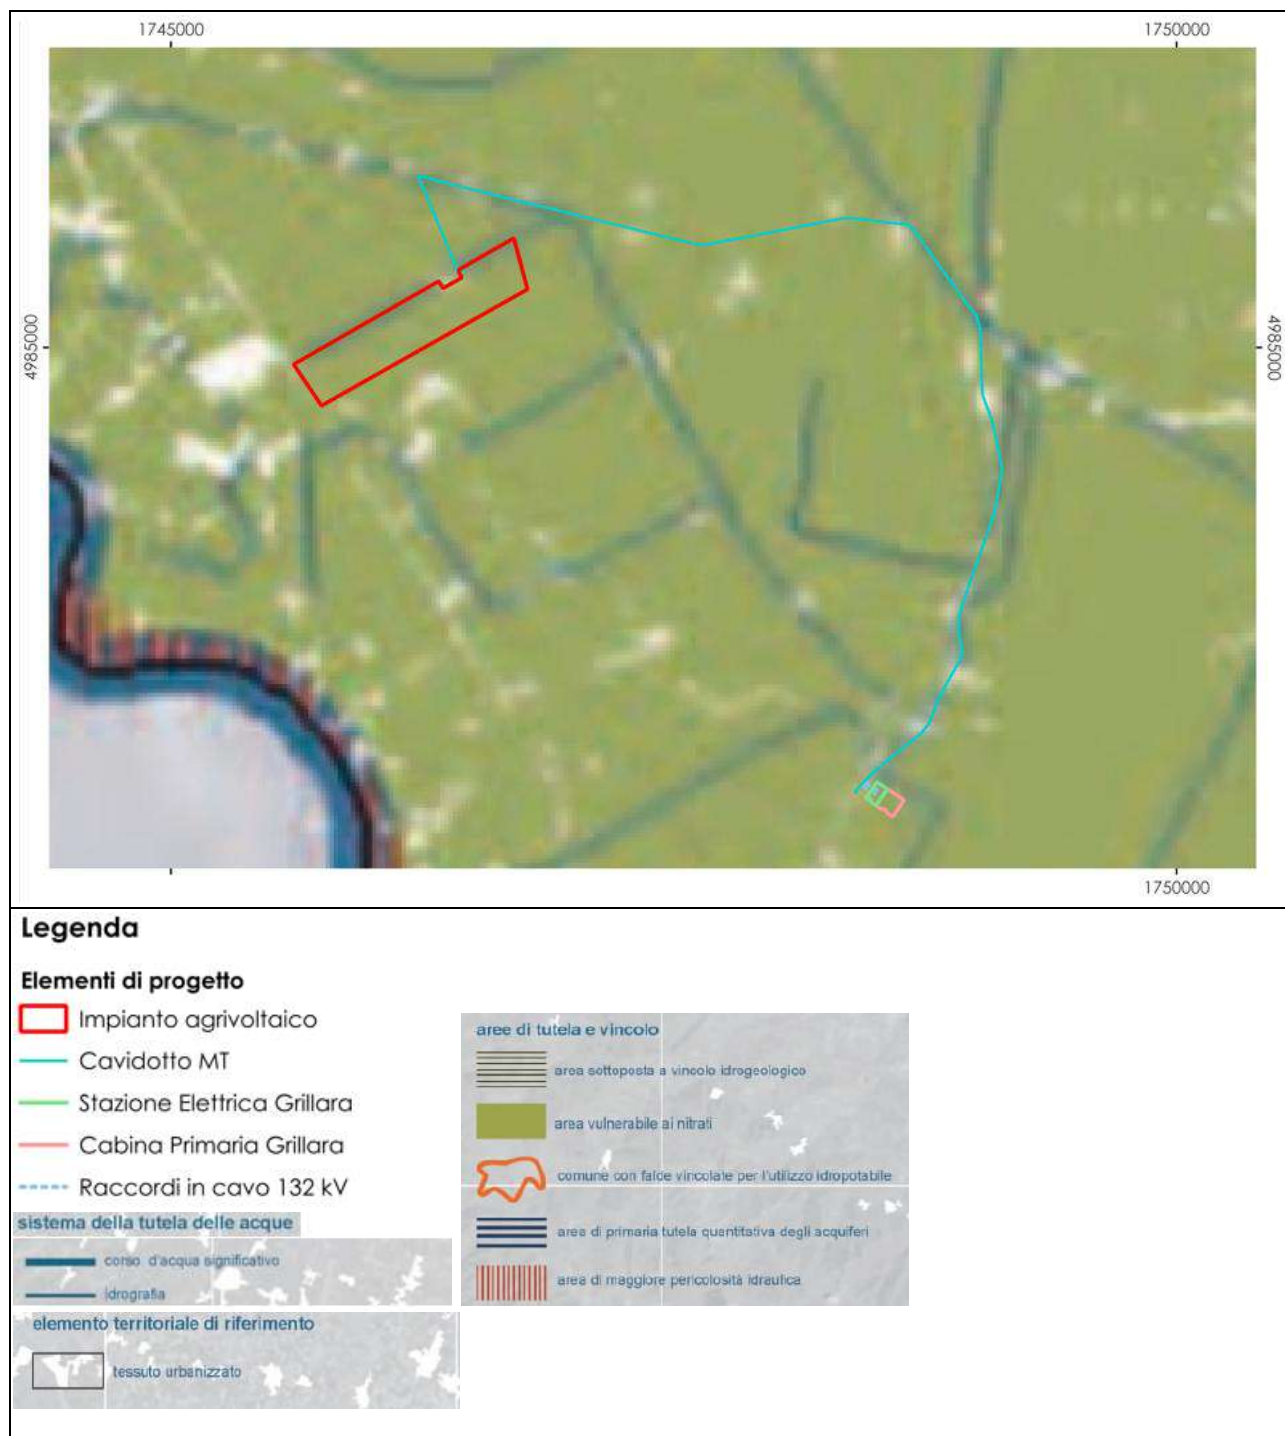 1745000
1750000
4985000
4985000
1750000
Legenda
Elementi di progetto
Impianto agrivoltaico
Cavidotto MT
Stazione Elettrica Grillara
Cabina Primaria Grillara
Raccordi in cavo 132 kV
sistema della tutela delle acque
corso d'acqua significativo
idrografia
elemento territoriale di riferimento
tessuto urbanizzato
aree di tutela e vincolo
area sottoposta a vincolo idrogeologico
area vulnerabile ai nitrati
comune con falde vincolate per l'utilizzo idropotabile
area di primaria tutela quantitativa degli acquiferi
area di maggiore pericolosità idraulica